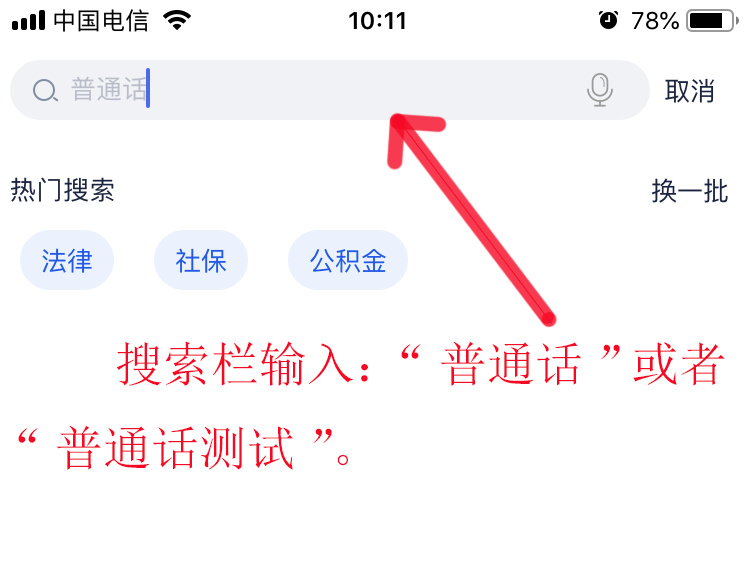 中国电信 10:11 78%
普通话 取消
热门搜索 换一批
法律 社保 公积金
搜索栏输入：“普通话”或者
“普通话测试”。